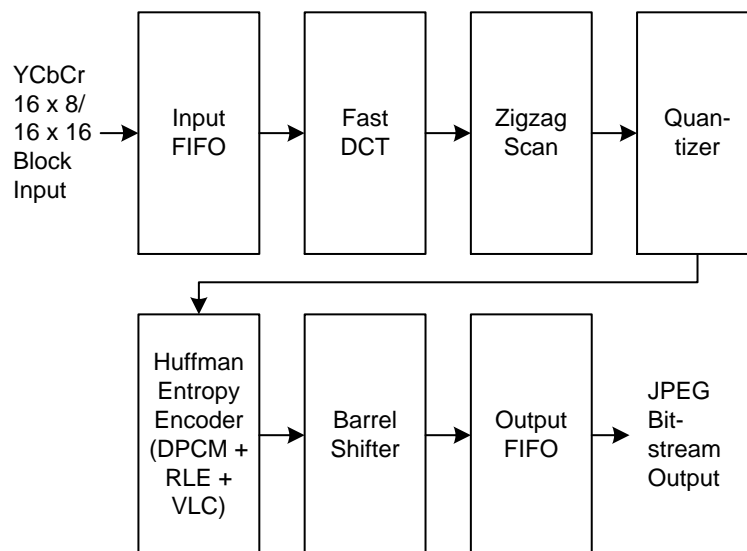 YCbCr
16 x 8/
16 x 16
Block
Input
Input
FIFO
Fast
DCT
Zigzag
Scan
Quan-
tizer
Huffman
Entropy
Encoder
(DPCM +
RLE +
VLC)
Barrel
Shifter
Output
FIFO
JPEG
Bit-
stream
Output